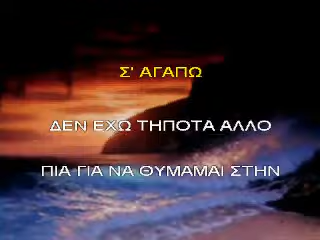 Σ' ΑΓΑΠΩ
ΔΕΝ ΕΧΩ ΤΗΠΟΤΑ ΑΛΛΟ
ΠΙΑ ΓΙΑ ΝΑ ΘΥΜΑΜΑΙ ΣΤΗΝ